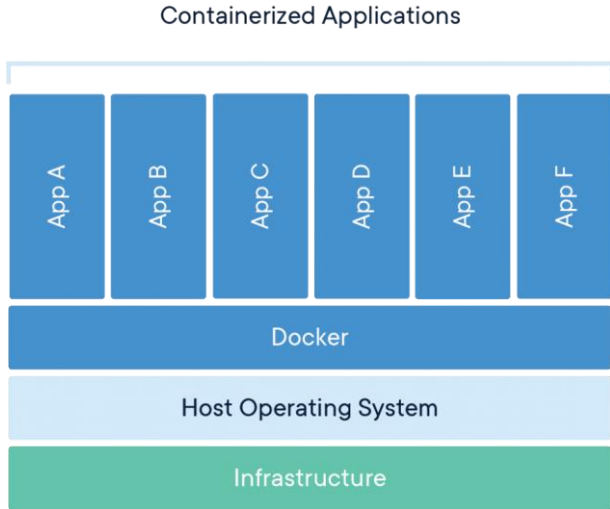 Containerized Applications
App A
App B
App C
App D
App E
App F
Docker
Host Operating System
Infrastructure